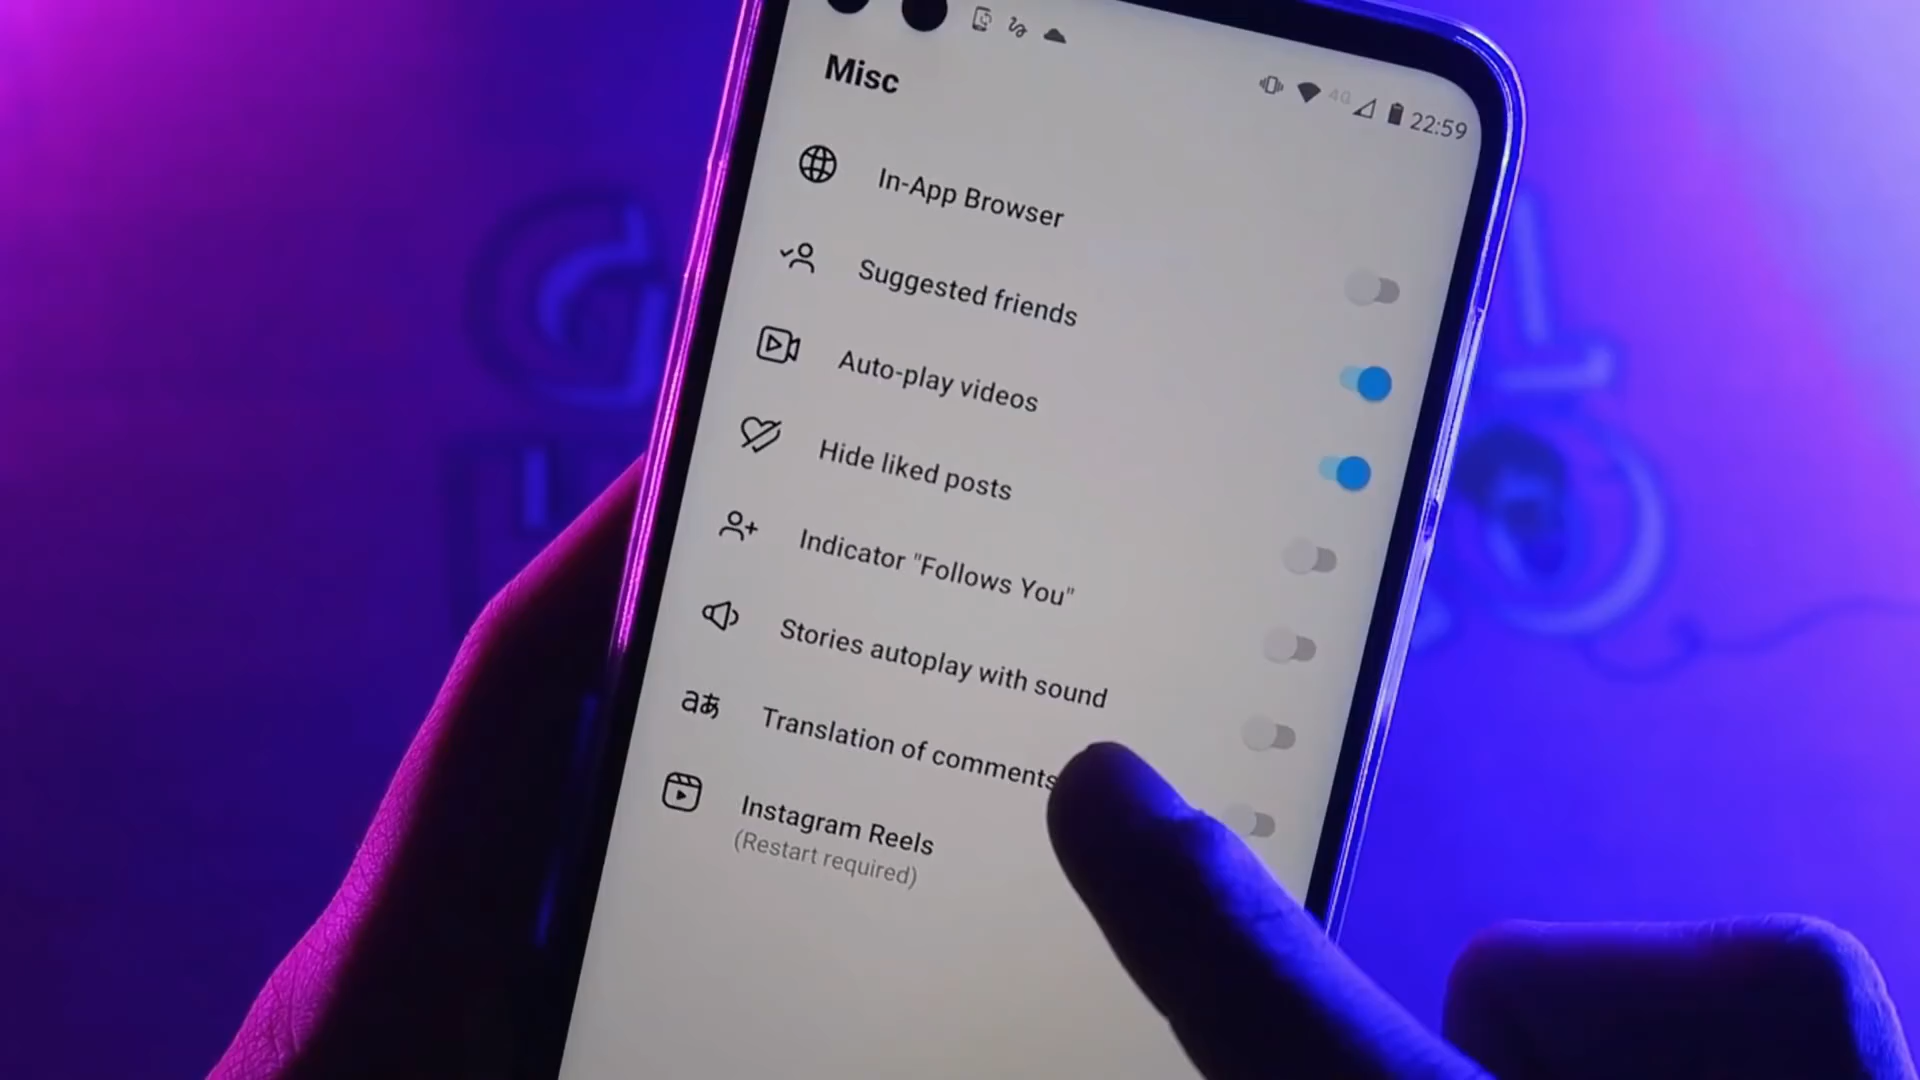 4G 22:59
Misc
In-App Browser
Suggested friends
Auto-play videos
Hide liked posts
Indicator "Follows You"
Stories autoplay with sound
aあ Translation of comments
Instagram Reels
(Restart required)